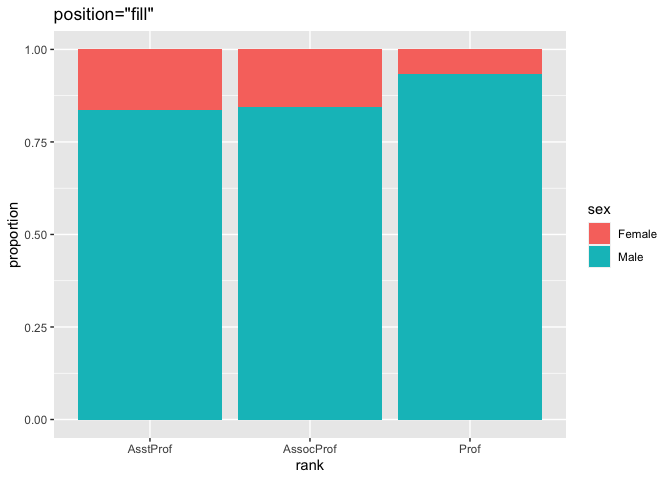 position="fill"
1.00
0.75
0.50
0.25
0.00
proportion
AsstProf
AssocProf
Prof
rank
sex
Female
Male